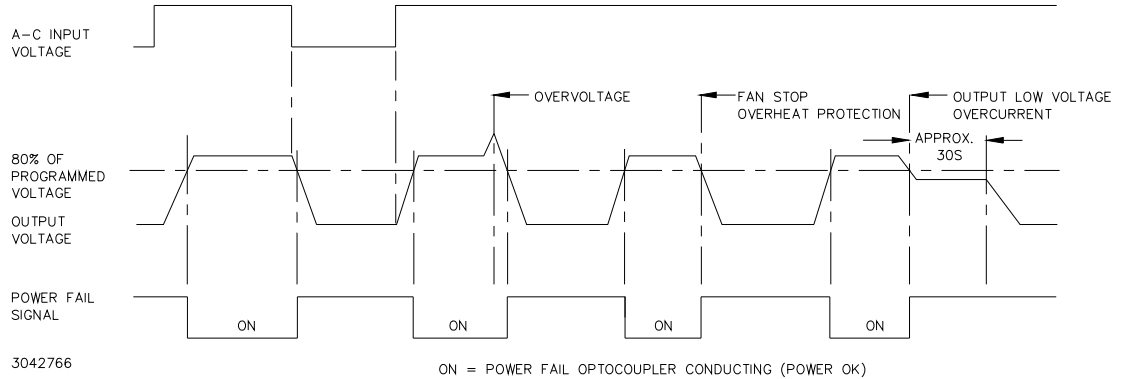 A-C INPUT
VOLTAGE
OVERVOLTAGE
FAN STOP
OVERHEAT PROTECTION
OUTPUT LOW VOLTAGE
OVERCURRENT
APPROX.
30S
80% OF
PROGRAMMED
VOLTAGE
OUTPUT
VOLTAGE
POWER FAIL
SIGNAL
ON
ON
ON
ON
3042766
ON = POWER FAIL OPTOCOUPLER CONDUCTING (POWER OK)